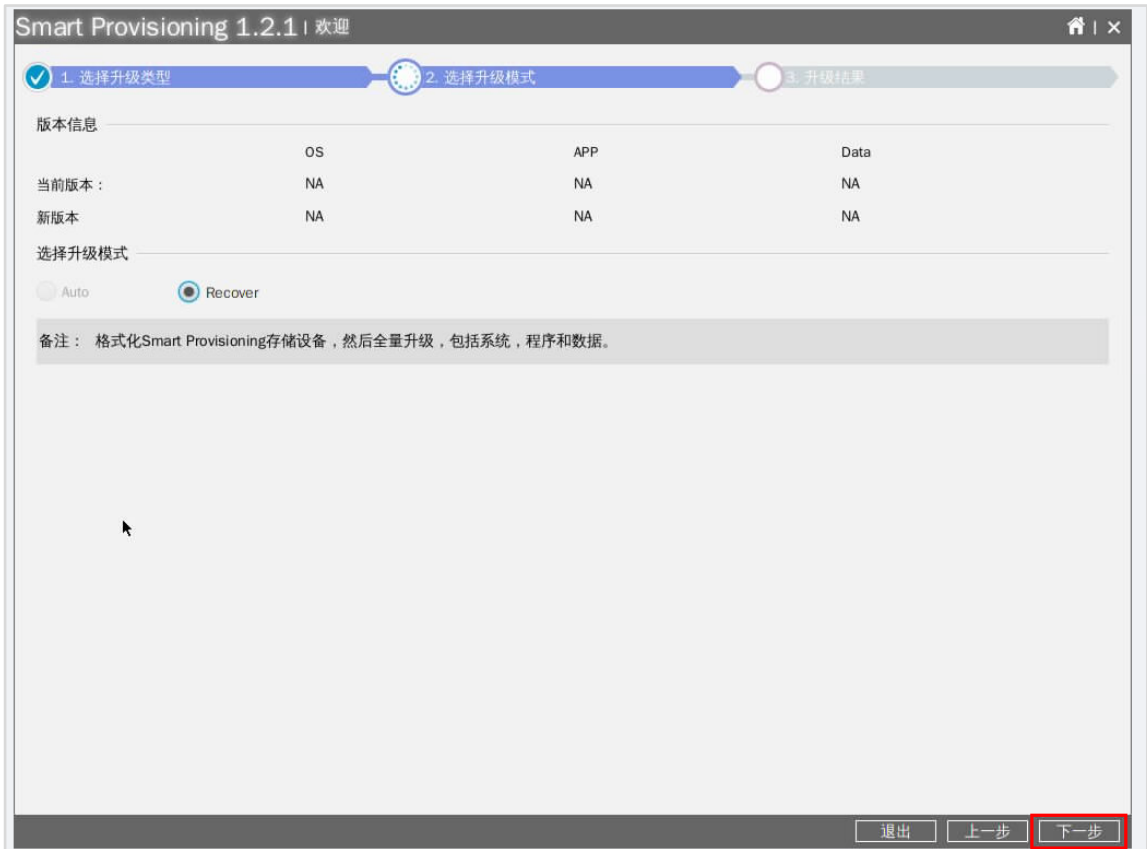 Smart Provisioning 1.2.1 | 欢迎
1. 选择升级类型 2. 选择升级模式 3. 升级结果
版本信息
OS APP Data
当前版本： NA NA NA
新版本 NA NA NA
选择升级模式
Auto Recover
备注： 格式化Smart Provisioning存储设备，然后全量升级，包括系统，程序和数据。
退出 上一步 下一步